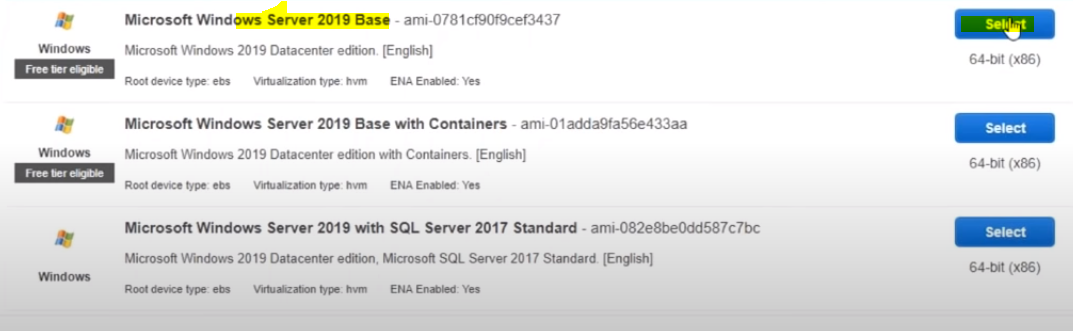 Microsoft Windows Server 2019 Base - ami-0781cf90f9cef3437
Select
Windows
Microsoft Windows 2019 Datacenter edition. [English]
64-bit (x86)
Free tier eligible
Root device type: ebs Virtualization type: hvm ENA Enabled: Yes
Microsoft Windows Server 2019 Base with Containers - ami-01adda9fa56e433aa
Select
Windows
Microsoft Windows 2019 Datacenter edition with Containers. [English]
64-bit (x86)
Free tier eligible
Root device type: ebs Virtualization type: hvm ENA Enabled: Yes
Microsoft Windows Server 2019 with SQL Server 2017 Standard - ami-082e8be0dd587c7bc
Select
Windows
Microsoft Windows 2019 Datacenter edition, Microsoft SQL Server 2017 Standard. [English]
64-bit (x86)
Root device type: ebs Virtualization type: hvm ENA Enabled: Yes